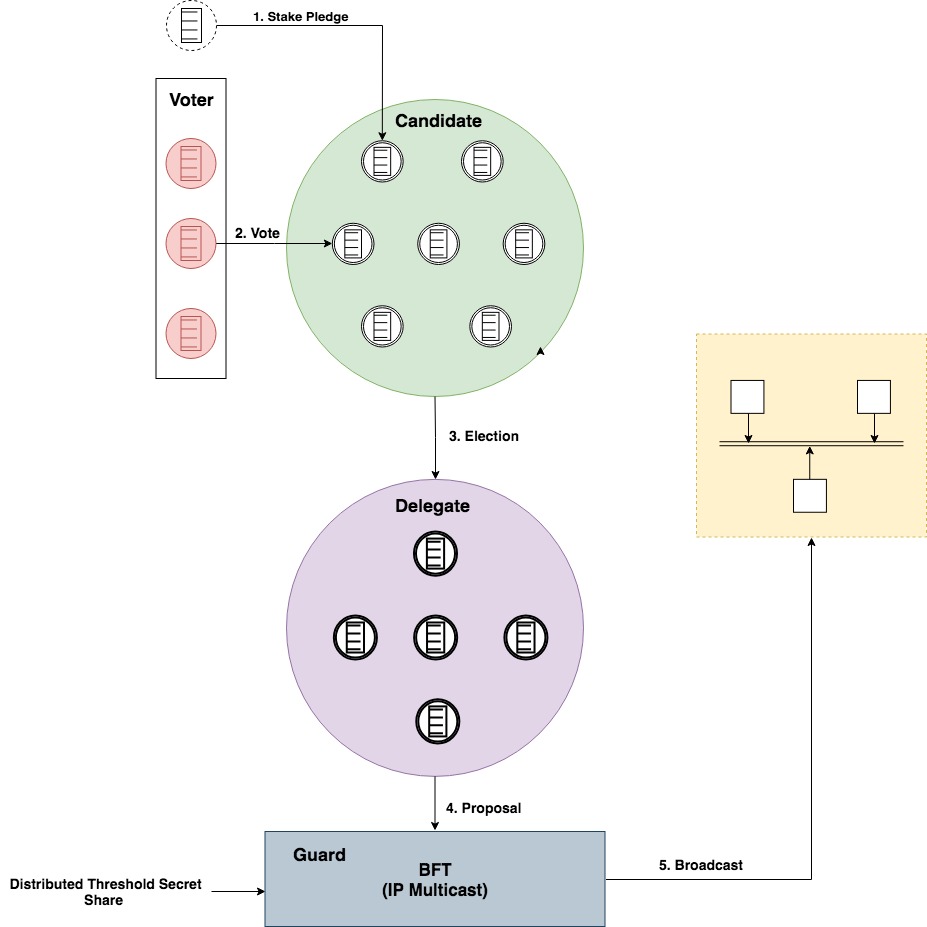 1. Stake Pledge
Voter
Candidate
2. Vote
3. Election
Delegate
4. Proposal
Guard
BFT
(IP Multicast)
5. Broadcast
Distributed Threshold Secret
Share